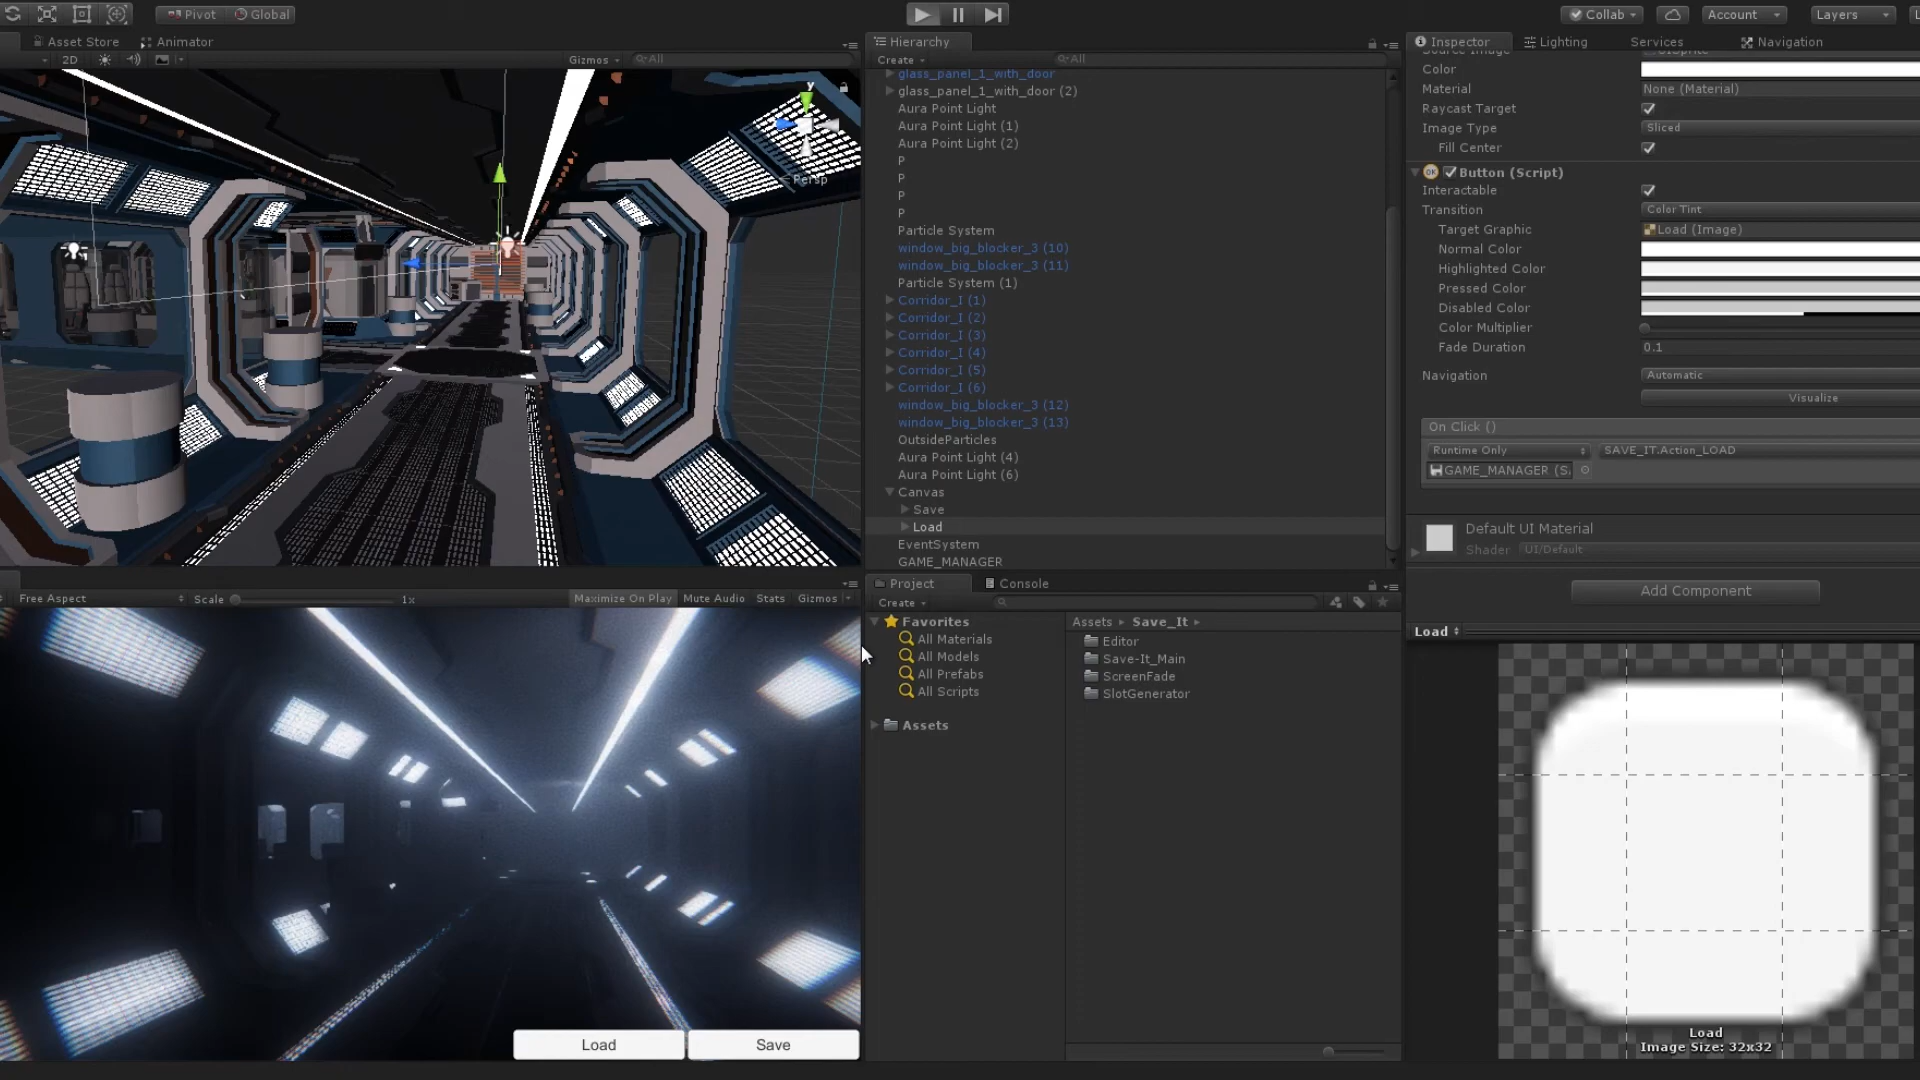 Pivot Global
Collab Account Layers
Asset Store Animator
2D Gizmos All
Persp
y
Free Aspect Scale 1x Maximize On Play Mute Audio Stats Gizmos
Load Save
Hierarchy
Create All
glass_panel_1_with_door
glass_panel_1_with_door (2)
Aura Point Light
Aura Point Light (1)
Aura Point Light (2)
P
P
P
P
Particle System
window_big_blocker_3 (10)
window_big_blocker_3 (11)
Particle System (1)
Corridor_I (1)
Corridor_I (2)
Corridor_I (3)
Corridor_I (4)
Corridor_I (5)
Corridor_I (6)
window_big_blocker_3 (12)
window_big_blocker_3 (13)
OutsideParticles
Aura Point Light (4)
Aura Point Light (6)
Canvas
Save
Load
EventSystem
GAME_MANAGER
Project Console
Create
Favorites
All Materials
All Models
All Prefabs
All Scripts
Assets
Assets Save_It
Editor
Save-It_Main
ScreenFade
SlotGenerator
Inspector Lighting Services Navigation
Source Image UISprite
Color
Material None (Material)
Raycast Target
Image Type Sliced
Fill Center
Button (Script)
Interactable
Transition Color Tint
Target Graphic Load (Image)
Normal Color
Highlighted Color
Pressed Color
Disabled Color
Color Multiplier
Fade Duration 0.1
Navigation Automatic
Visualize
On Click ()
Runtime Only SAVE_IT.Action_LOAD
GAME_MANAGER (S
Default UI Material
Shader UI/Default
Add Component
Load
Load
Image Size: 32x32